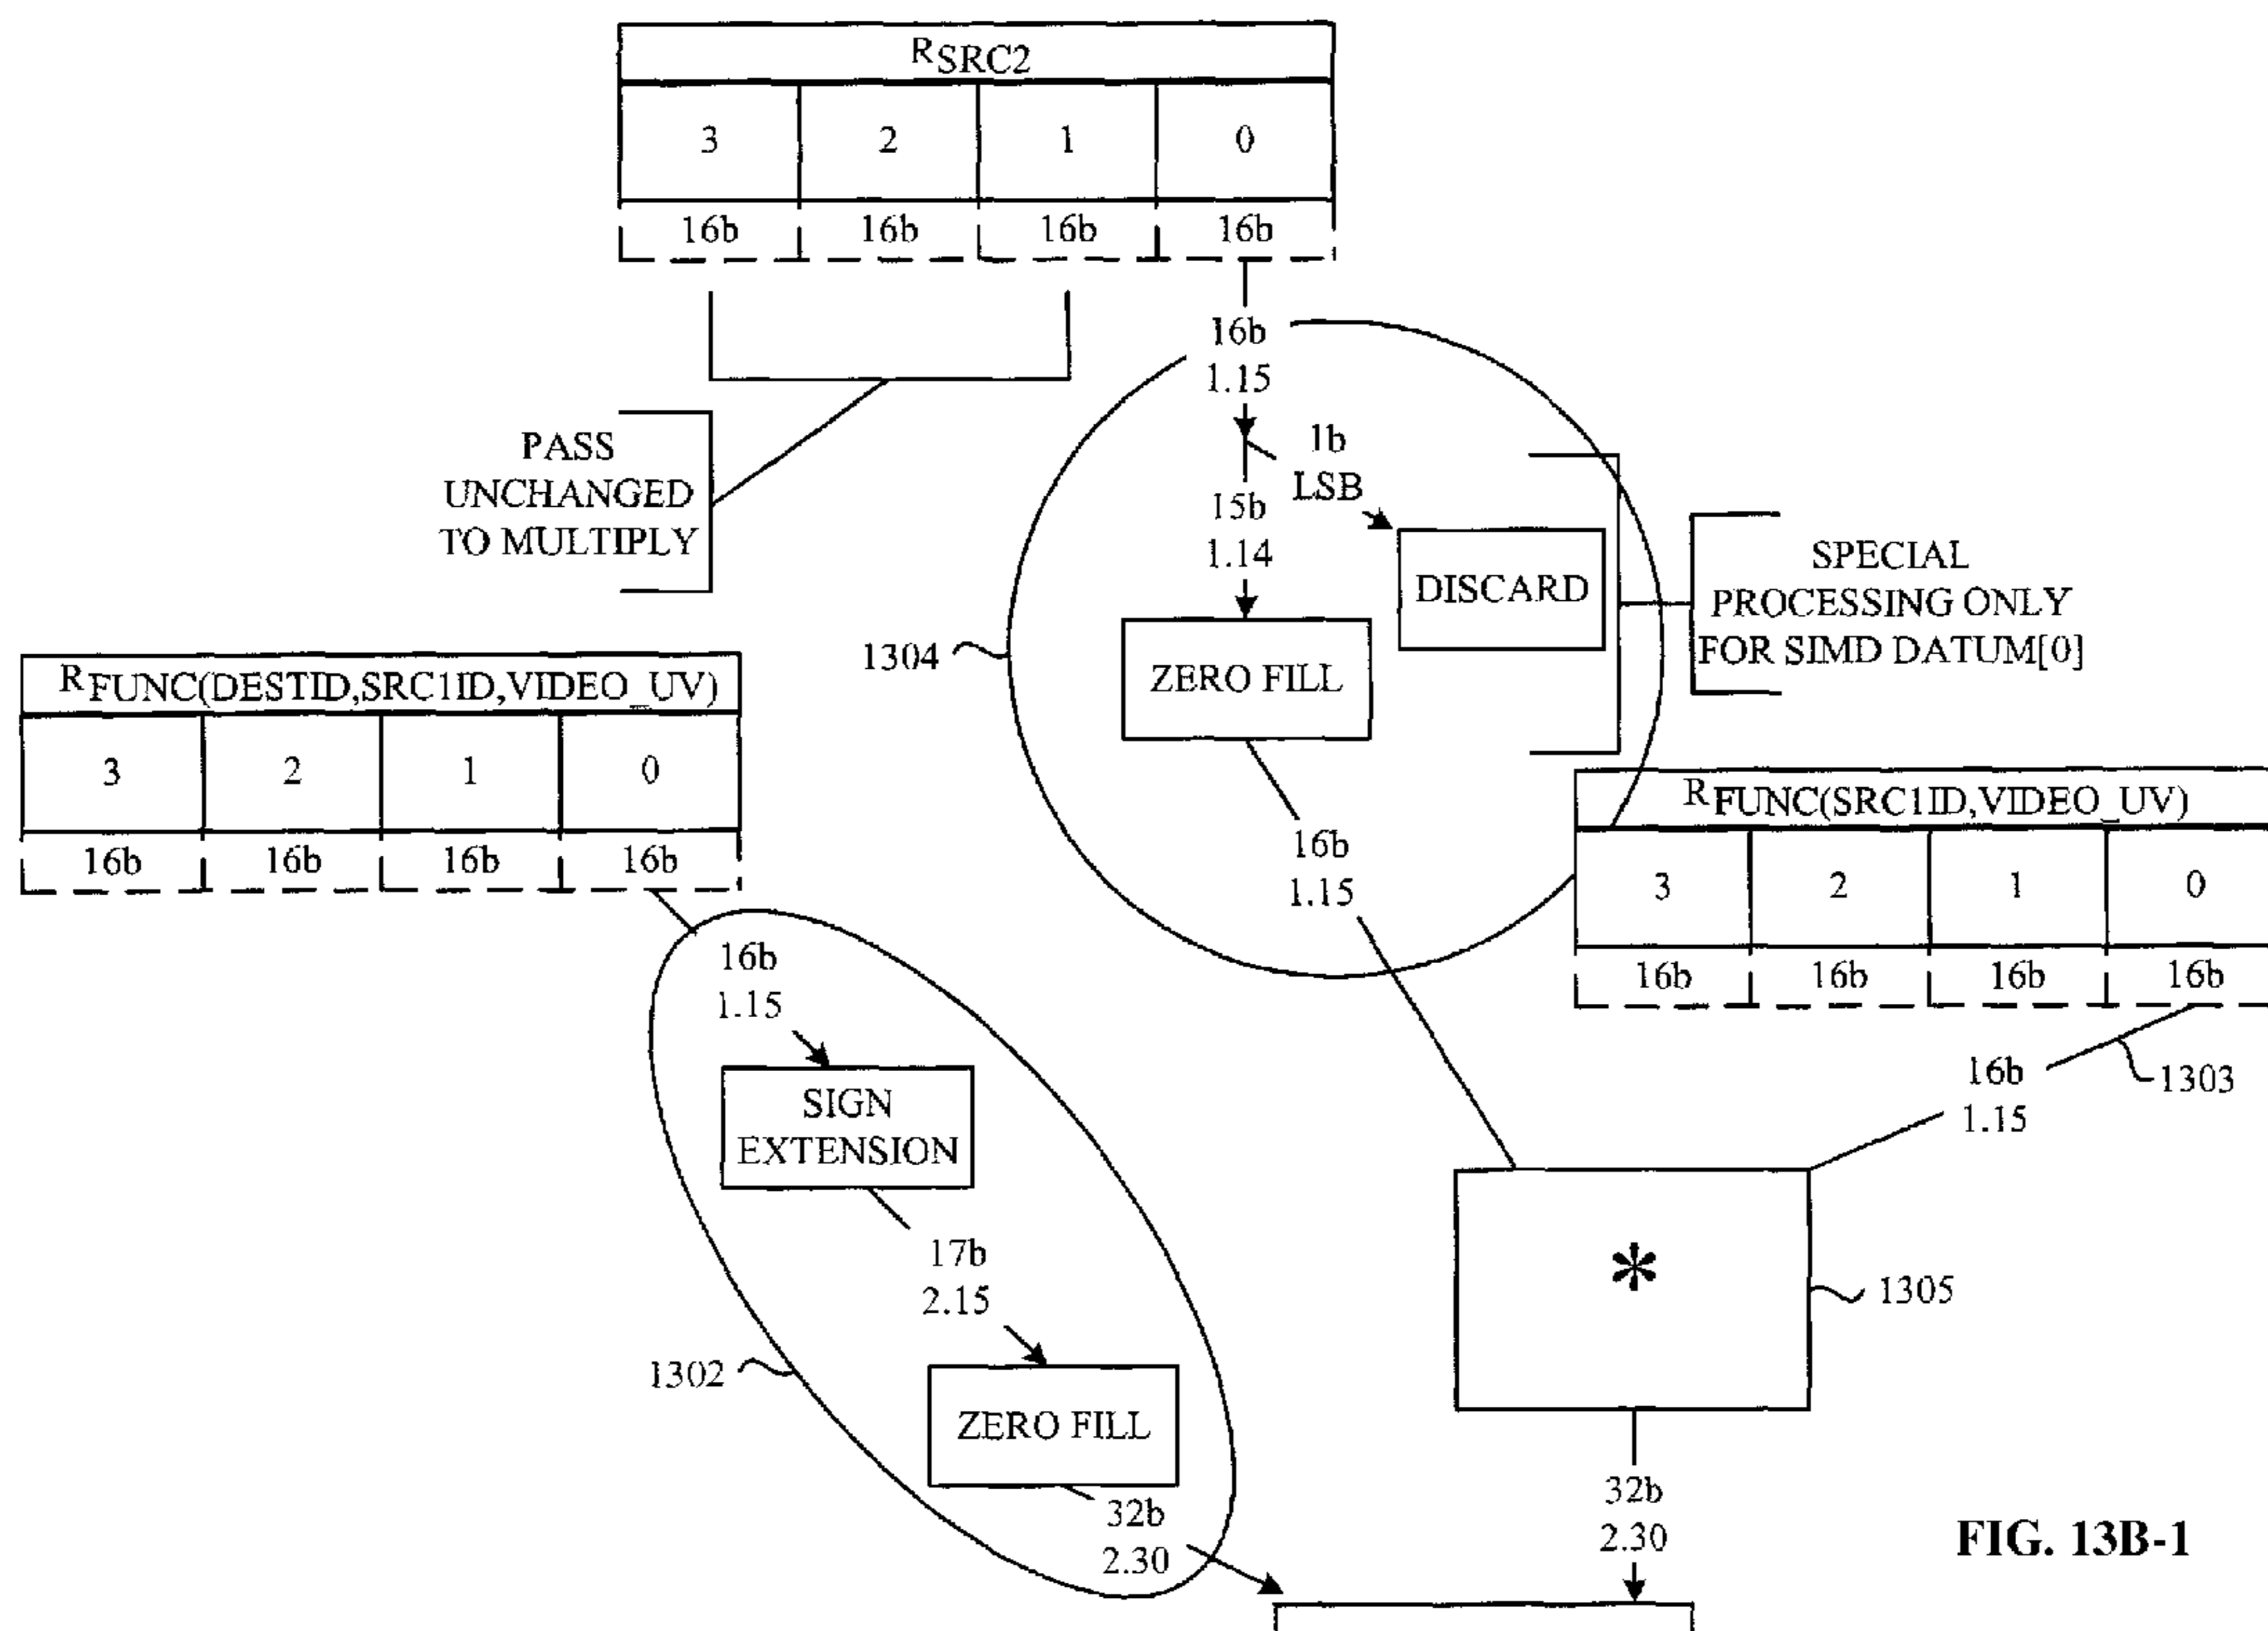 RSRC2
3 2 1 0
16b 16b 16b 16b
16b
1.15
1b
LSB
PASS
UNCHANGED
TO MULTIPLY
15b
1.14
DISCARD
SPECIAL
PROCESSING ONLY
FOR SIMD DATUM[0]
1304
ZERO FILL
RFUNC(DESTID,SRC1ID,VIDEO_UV)
3 2 1 0
16b 16b 16b 16b
16b
1.15
RFUNC(SRC1ID,VIDEO_UV)
3 2 1 0
16b 16b 16b 16b
16b
1.15
SIGN
EXTENSION
16b
1.15
1303
17b
2.15
*
1305
1302
ZERO FILL
32b
2.30
32b
2.30
FIG. 13B-1